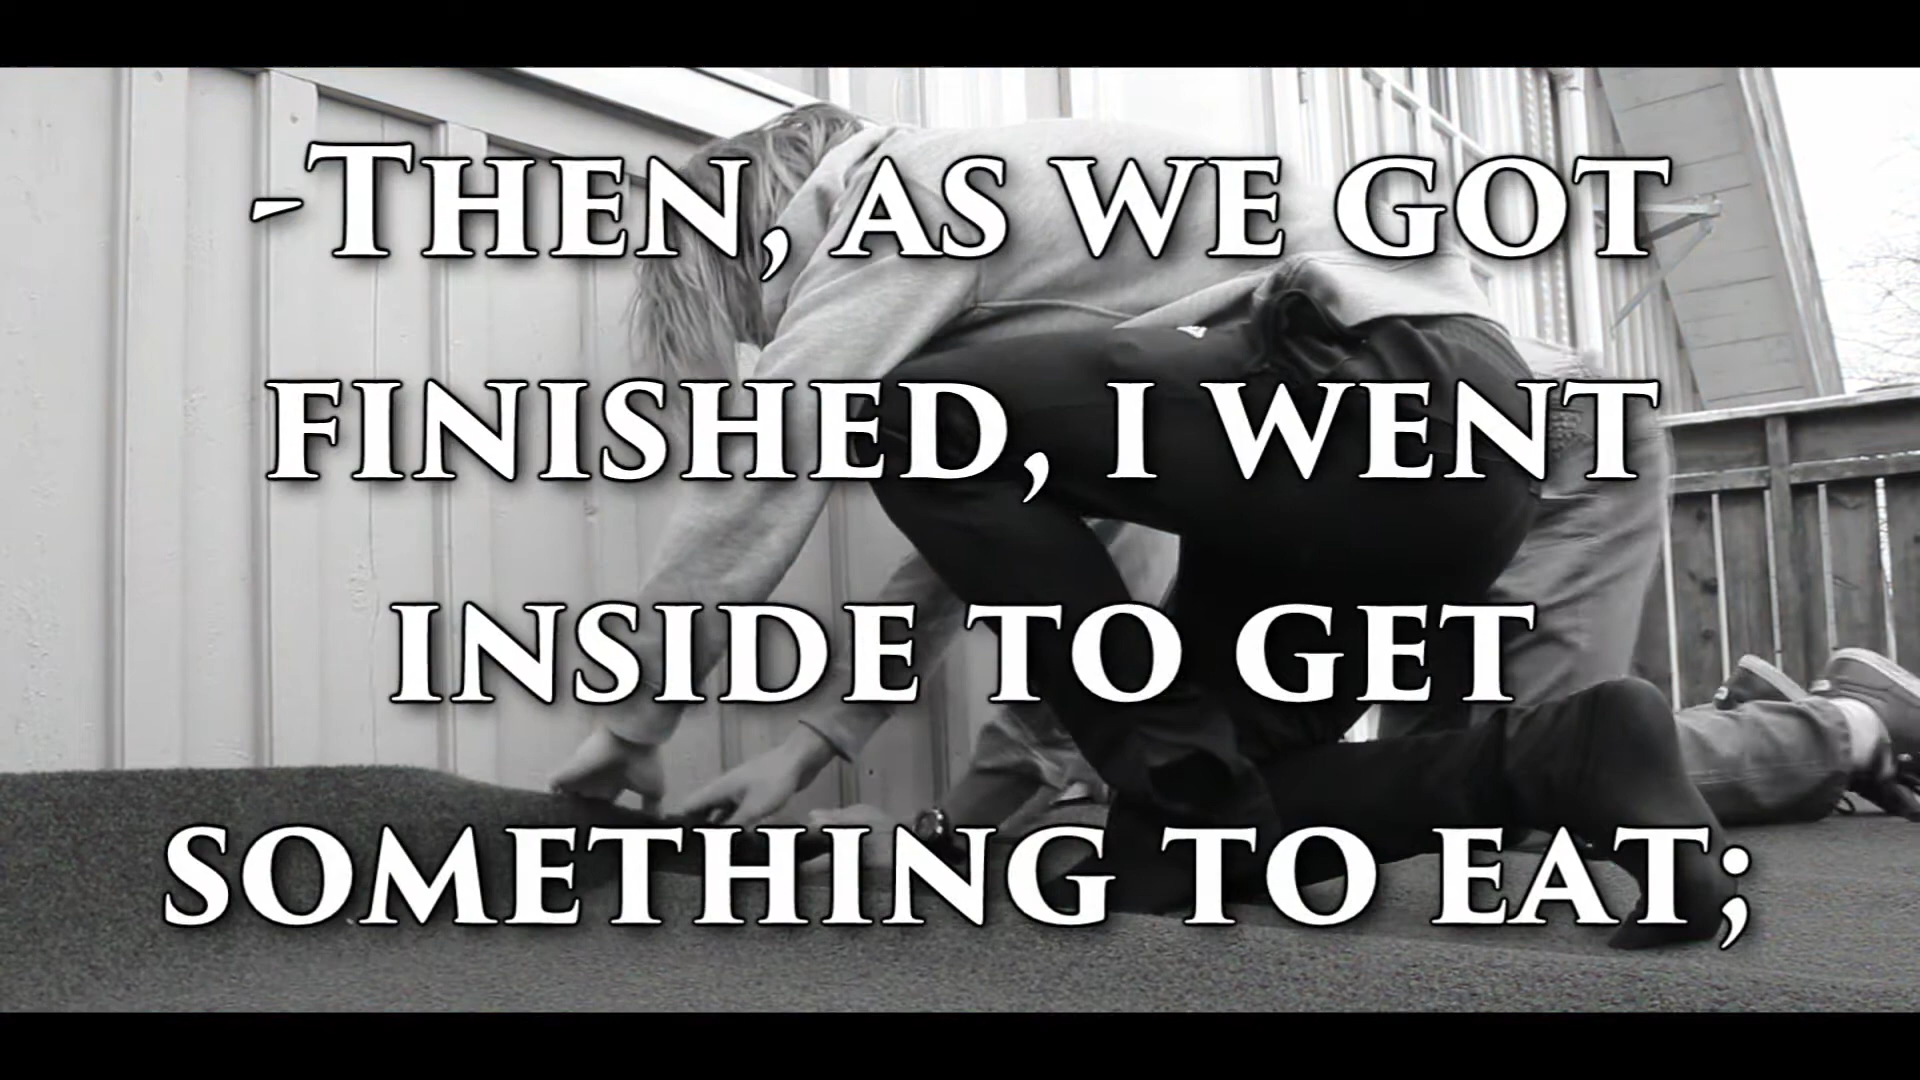 -Then, as we got
finished, I went
inside to get
something to eat;